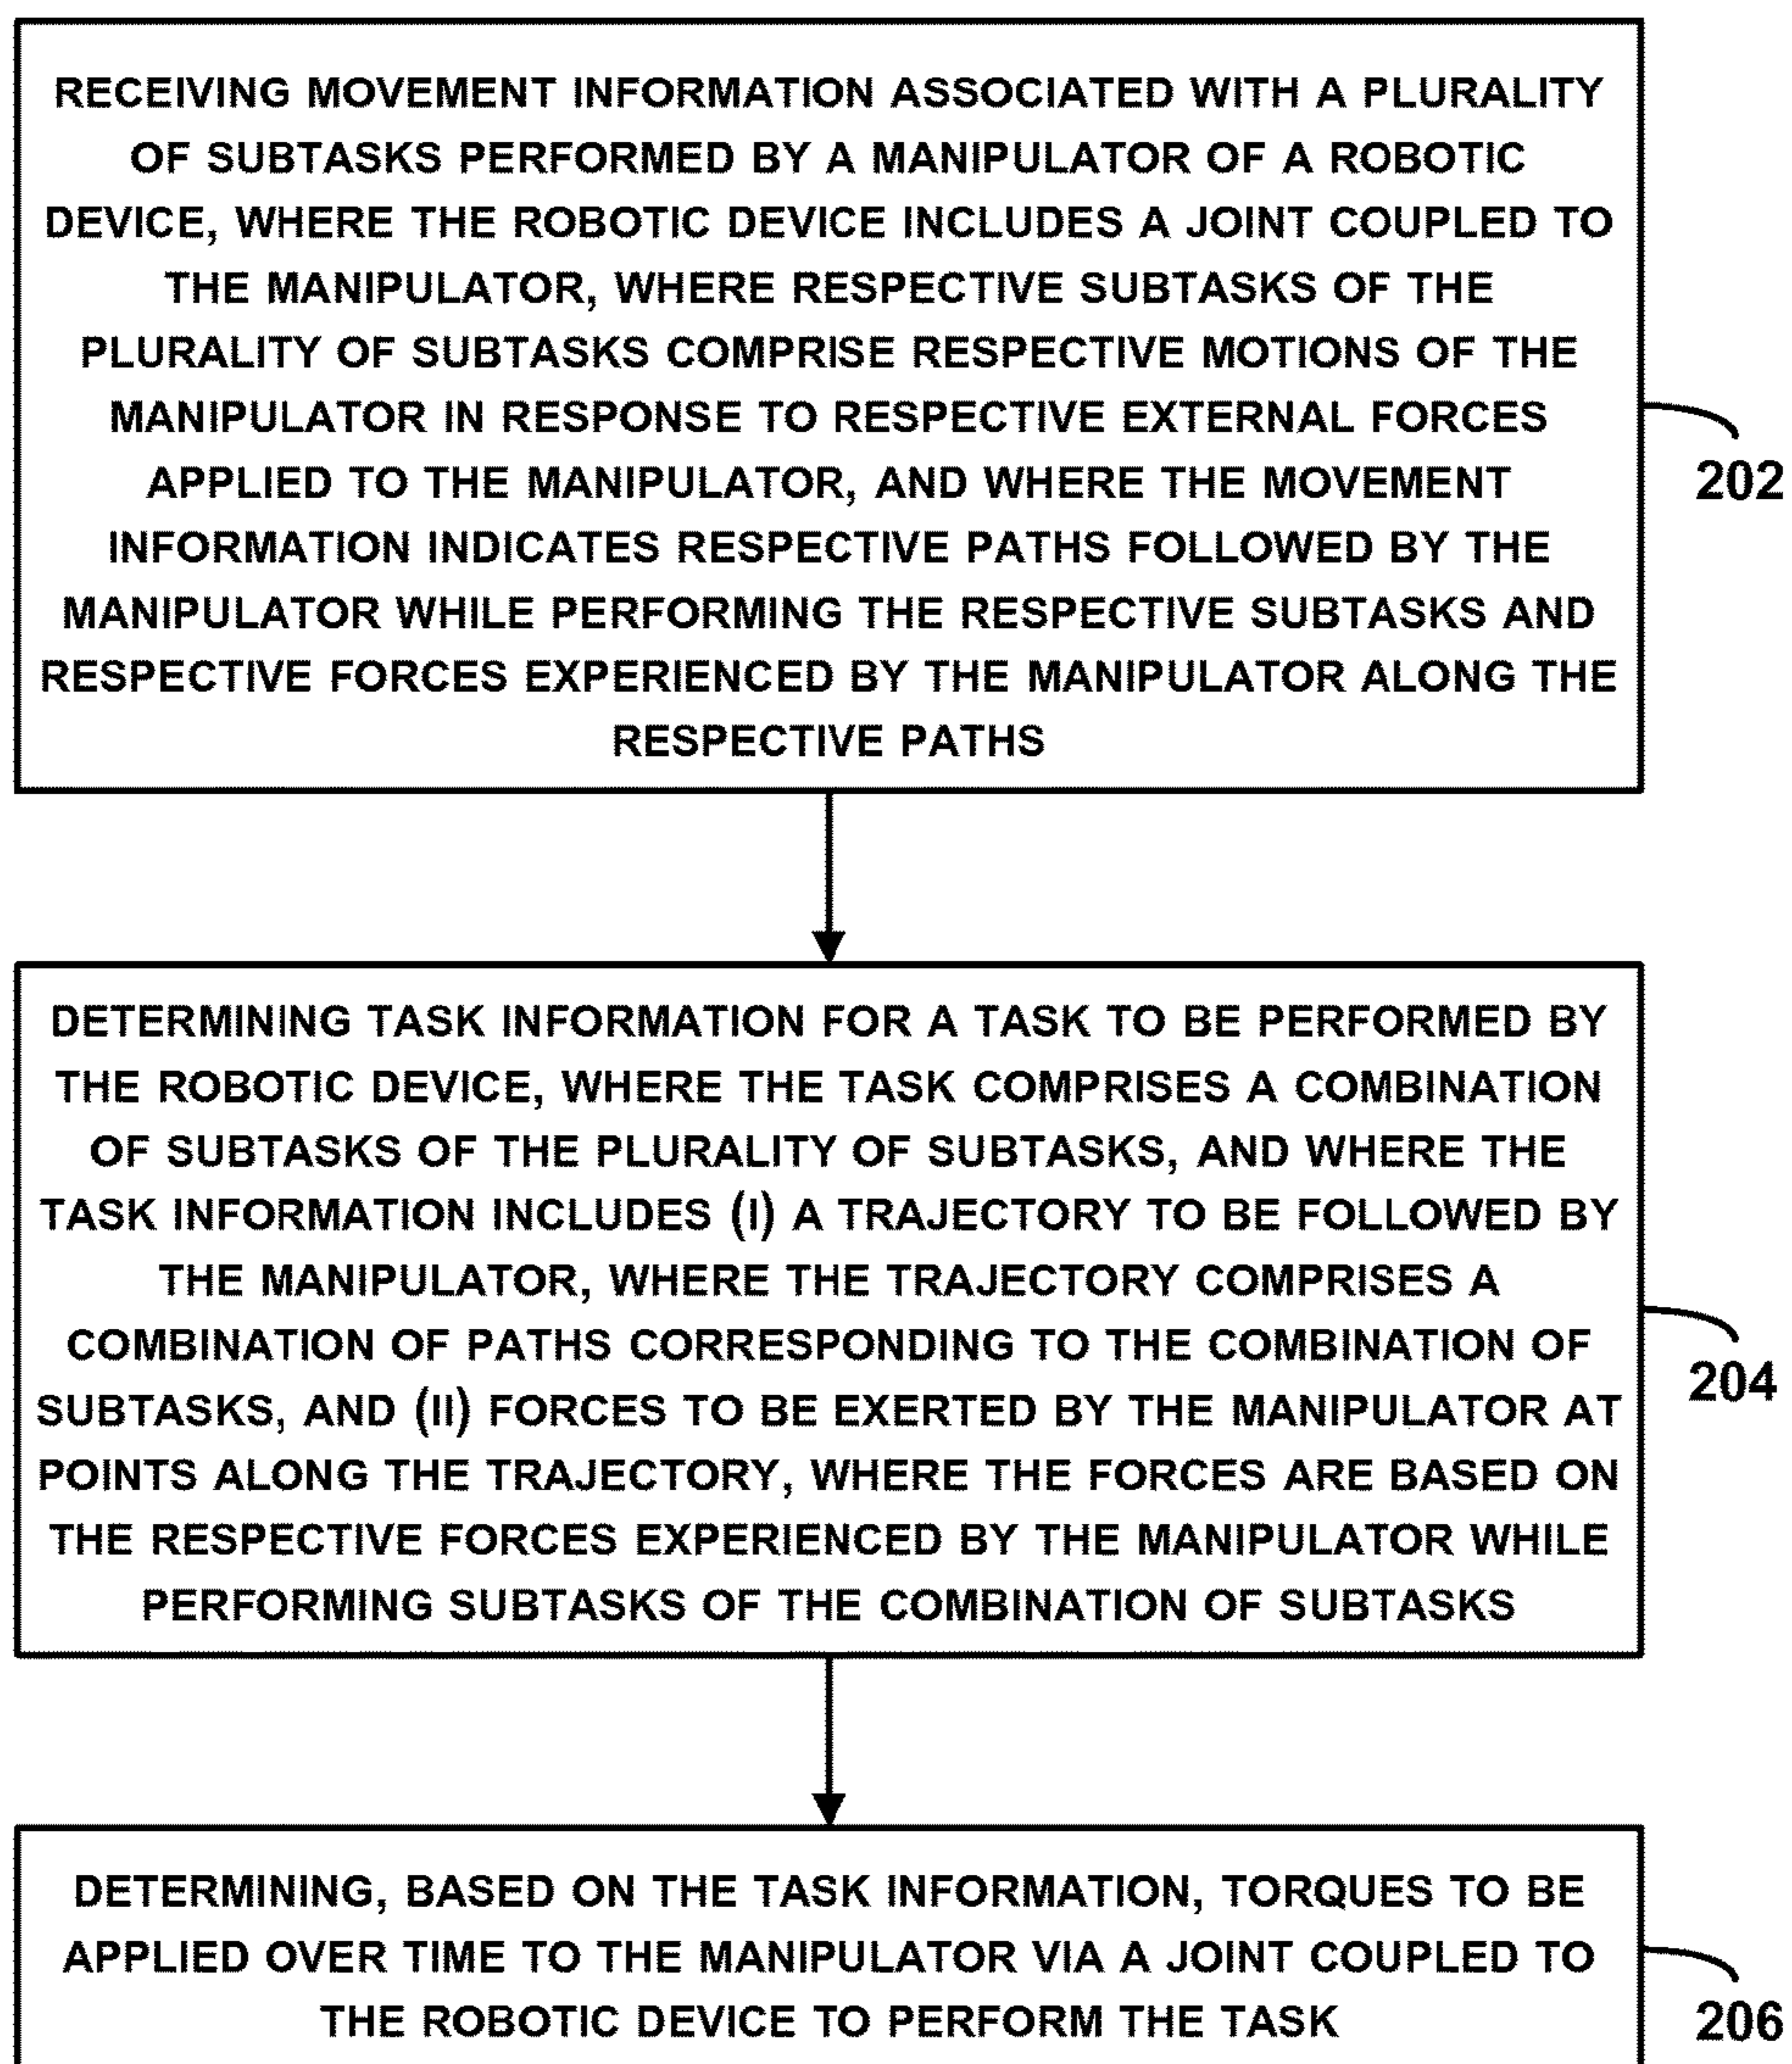 RECEIVING MOVEMENT INFORMATION ASSOCIATED WITH A PLURALITY
OF SUBTASKS PERFORMED BY A MANIPULATOR OF A ROBOTIC
DEVICE, WHERE THE ROBOTIC DEVICE INCLUDES A JOINT COUPLED TO
THE MANIPULATOR, WHERE RESPECTIVE SUBTASKS OF THE
PLURALITY OF SUBTASKS COMPRISE RESPECTIVE MOTIONS OF THE
MANIPULATOR IN RESPONSE TO RESPECTIVE EXTERNAL FORCES
APPLIED TO THE MANIPULATOR, AND WHERE THE MOVEMENT
INFORMATION INDICATES RESPECTIVE PATHS FOLLOWED BY THE
MANIPULATOR WHILE PERFORMING THE RESPECTIVE SUBTASKS AND
RESPECTIVE FORCES EXPERIENCED BY THE MANIPULATOR ALONG THE
RESPECTIVE PATHS
202
DETERMINING TASK INFORMATION FOR A TASK TO BE PERFORMED BY
THE ROBOTIC DEVICE, WHERE THE TASK COMPRISES A COMBINATION
OF SUBTASKS OF THE PLURALITY OF SUBTASKS, AND WHERE THE
TASK INFORMATION INCLUDES (I) A TRAJECTORY TO BE FOLLOWED BY
THE MANIPULATOR, WHERE THE TRAJECTORY COMPRISES A
COMBINATION OF PATHS CORRESPONDING TO THE COMBINATION OF
SUBTASKS, AND (II) FORCES TO BE EXERTED BY THE MANIPULATOR AT
POINTS ALONG THE TRAJECTORY, WHERE THE FORCES ARE BASED ON
THE RESPECTIVE FORCES EXPERIENCED BY THE MANIPULATOR WHILE
PERFORMING SUBTASKS OF THE COMBINATION OF SUBTASKS
204
DETERMINING, BASED ON THE TASK INFORMATION, TORQUES TO BE
APPLIED OVER TIME TO THE MANIPULATOR VIA A JOINT COUPLED TO
THE ROBOTIC DEVICE TO PERFORM THE TASK
206